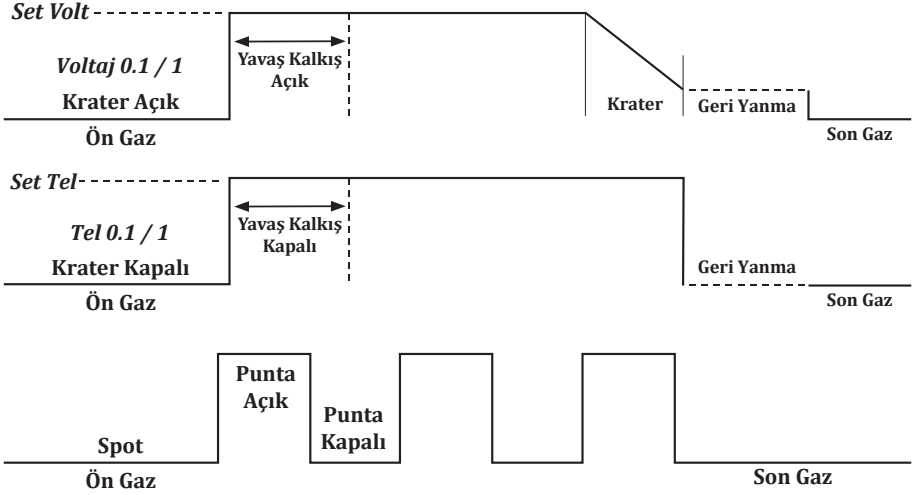 Set Volt
Yavaş Kalkış
Açık
Voltaj 0.1 / 1
Krater Açık
Krater
Geri Yanma
Ön Gaz
Son Gaz
Set Tel
Yavaş Kalkış
Kapalı
Tel 0.1 / 1
Krater Kapalı
Geri Yanma
Ön Gaz
Son Gaz
Punta
Açık
Punta
Kapalı
Spot
Ön Gaz
Son Gaz